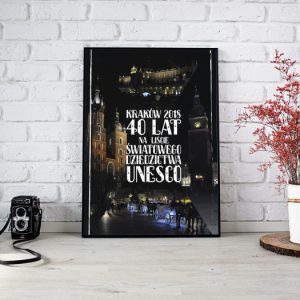 KRAKÓW 2018
40 LAT
NA LIŚCIE
ŚWIATOWEGO
DZIEDZICTWA
UNESCO